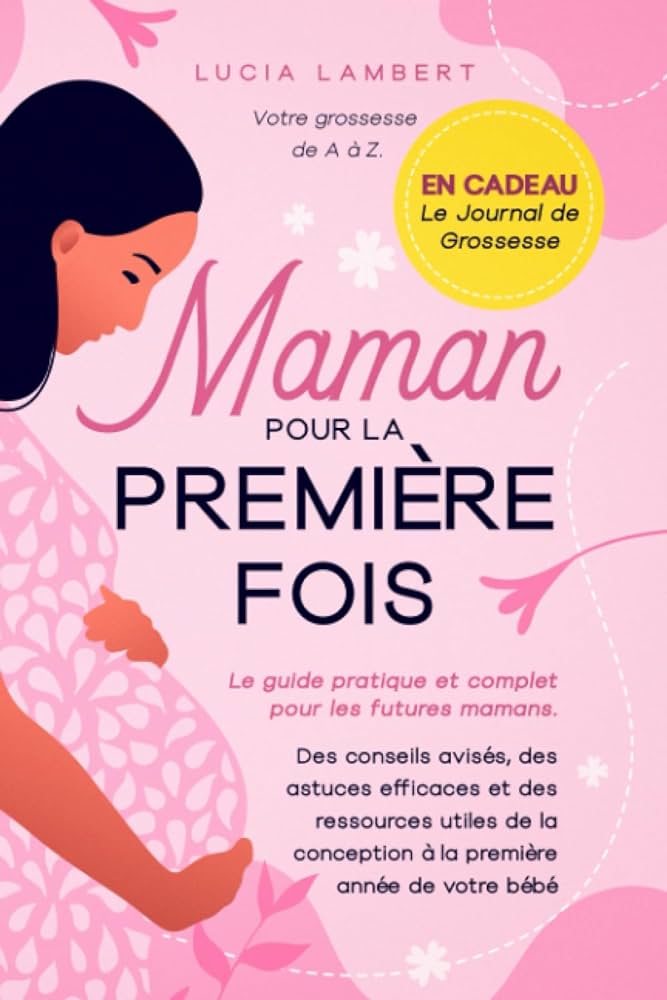 LUCIA LAMBERT
Votre grossesse
de A à Z.
EN CADEAU
Le Journal de
Grossesse
Maman
POUR LA
PREMIÈRE
FOIS
Le guide pratique et complet
pour les futures mamans.
Des conseils avisés, des
astuces efficaces et des
ressources utiles de la
conception à la première
année de votre bébé